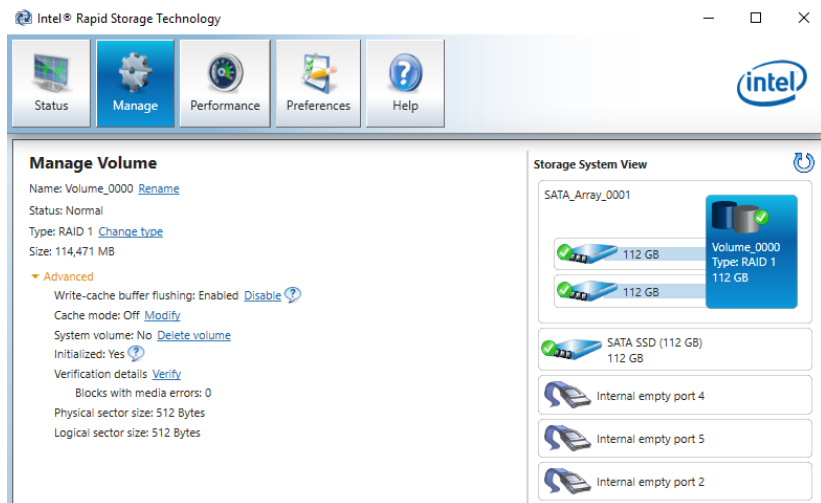 Intel® Rapid Storage Technology
Status
Manage
Performance
Preferences
Help
intel
Manage Volume
Name: Volume_0000 Rename
Status: Normal
Type: RAID 1 Change type
Size: 114,471 MB
Advanced
Write-cache buffer flushing: Enabled Disable ?
Cache mode: Off Modify
System volume: No Delete volume
Initialized: Yes ?
Verification details Verify
Blocks with media errors: 0
Physical sector size: 512 Bytes
Logical sector size: 512 Bytes
Storage System View
SATA_Array_0001
112 GB
112 GB
Volume_0000
Type: RAID 1
112 GB
SATA SSD (112 GB)
112 GB
Internal empty port 4
Internal empty port 5
Internal empty port 2